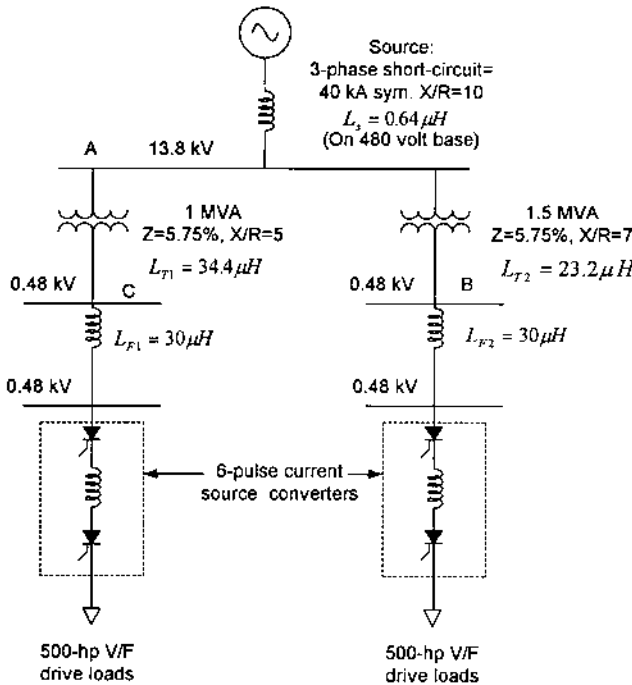 Source:
3-phase short-circuit=
40 kA sym. X/R=10
L_s = 0.64 μH
(On 480 volt base)
A
13.8 kV
1 MVA
Z=5.75%, X/R=5
L_T1 = 34.4 μH
1.5 MVA
Z=5.75%, X/R=7
L_T2 = 23.2 μ H
0.48 kV
C
0.48 kV
B
L_F1 = 30 μH
L_F2 = 30 μH
0.48 kV
0.48 kV
6-pulse current
source converters
500-hp V/F
drive loads
500-hp V/F
drive loads